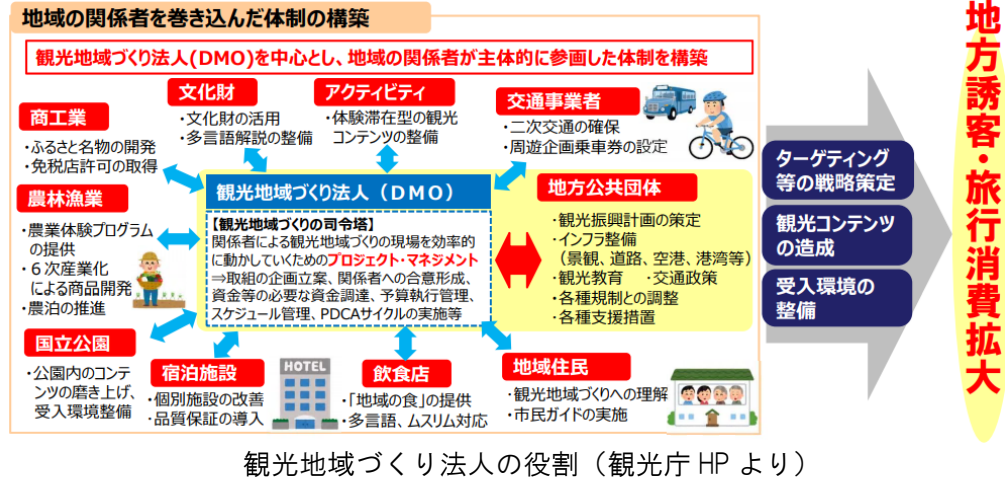 地域の関係者を巻き込んだ体制の構築
観光地域づくり法人(DMO)を中心とし、地域の関係者が主体的に参画した体制を構築
商工業
・ふるさと名物の開発
・免税店許可の取得
文化財
・文化財の活用
・多言語解説の整備
アクティビティ
・体験滞在型の観光
コンテンツの整備
交通事業者
・二次交通の確保
・周遊企画乗車券の設定
農林漁業
・農業体験プログラム
の提供
・６次産業化
による商品開発
・農泊の推進
観光地域づくり法人（DMO）
【観光地域づくりの司令塔】
関係者による観光地域づくりの現場を効率的
に動かしていくためのプロジェクト・マネジメント
⇒取組の企画立案、関係者への合意形成、
資金等の必要な資金調達、予算執行管理、
スケジュール管理、PDCAサイクルの実施等
地方公共団体
・観光振興計画の策定
・インフラ整備
（景観、道路、空港、港湾等）
・観光教育　・交通政策
・各種規制との調整
・各種支援措置
国立公園
・公園内のコンテ
ンツの磨き上げ、
受入環境整備
宿泊施設
・個別施設の改善
・品質保証の導入
HOTEL
飲食店
・「地域の食」の提供
・多言語、ムスリム対応
地域住民
・観光地域づくりへの理解
・市民ガイドの実施
ターゲティング
等の戦略策定
観光コンテンツ
の造成
受入環境の
整備
地方誘客・旅行消費拡大
観光地域づくり法人の役割（観光庁 HP より）